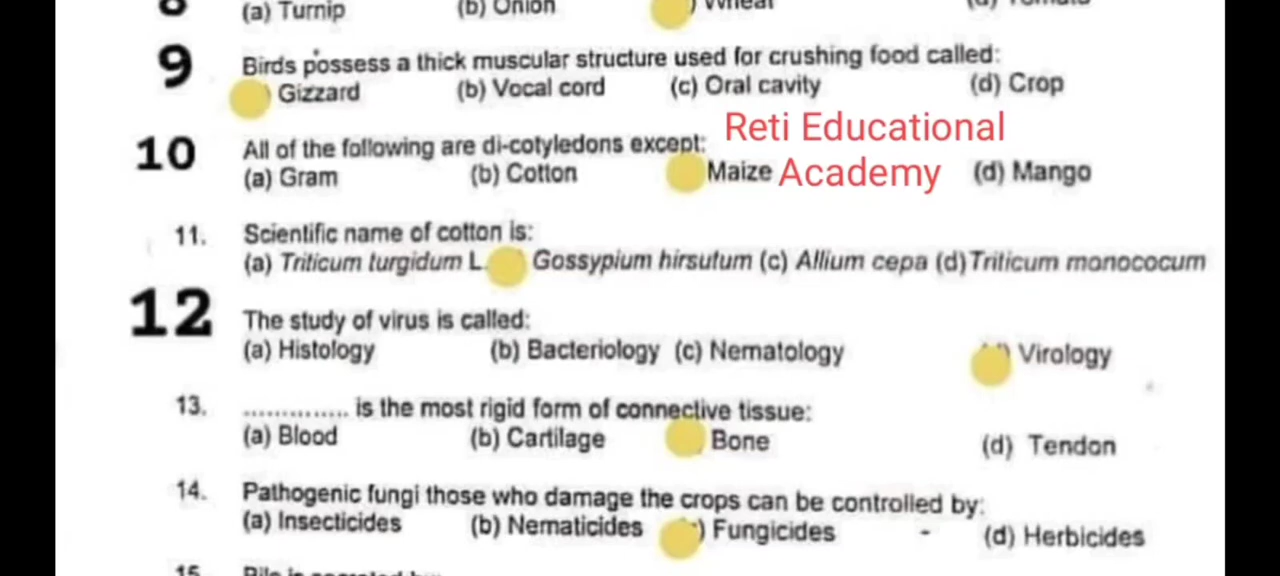 8 (a) Turnip (b) Onion ) Wheat (d) Tomato
9 Birds possess a thick muscular structure used for crushing food called:
) Gizzard (b) Vocal cord (c) Oral cavity (d) Crop
Reti Educational
10 All of the following are di-cotyledons except:
(a) Gram (b) Cotton Maize Academy (d) Mango
11. Scientific name of cotton is:
(a) Triticum turgidum L. Gossypium hirsutum (c) Allium cepa (d) Triticum monococum
12 The study of virus is called:
(a) Histology (b) Bacteriology (c) Nematology ) Virology
13. .............. is the most rigid form of connective tissue:
(a) Blood (b) Cartilage Bone (d) Tendon
14. Pathogenic fungi those who damage the crops can be controlled by:
(a) Insecticides (b) Nematicides ) Fungicides - (d) Herbicides
15